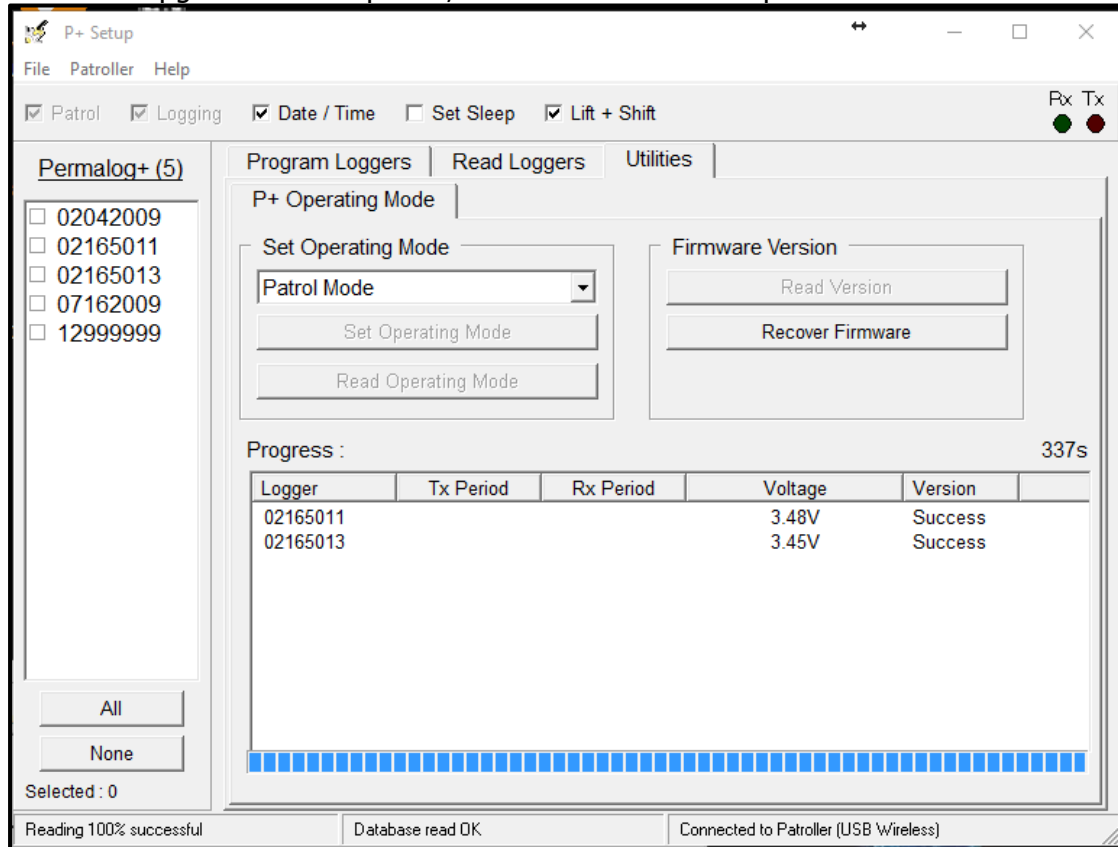 P+ Setup
File Patroller Help
Patrol Logging Date / Time Set Sleep Lift + Shift Rx Tx
Permalog+ (5)
02042009
02165011
02165013
07162009
12999999
All
None
Selected : 0
Program Loggers Read Loggers Utilities
P+ Operating Mode
Set Operating Mode
Patrol Mode
Set Operating Mode
Read Operating Mode
Firmware Version
Read Version
Recover Firmware
Progress : 337s
Logger Tx Period Rx Period Voltage Version
02165011 3.48V Success
02165013 3.45V Success
Reading 100% successful Database read OK Connected to Patroller (USB Wireless)